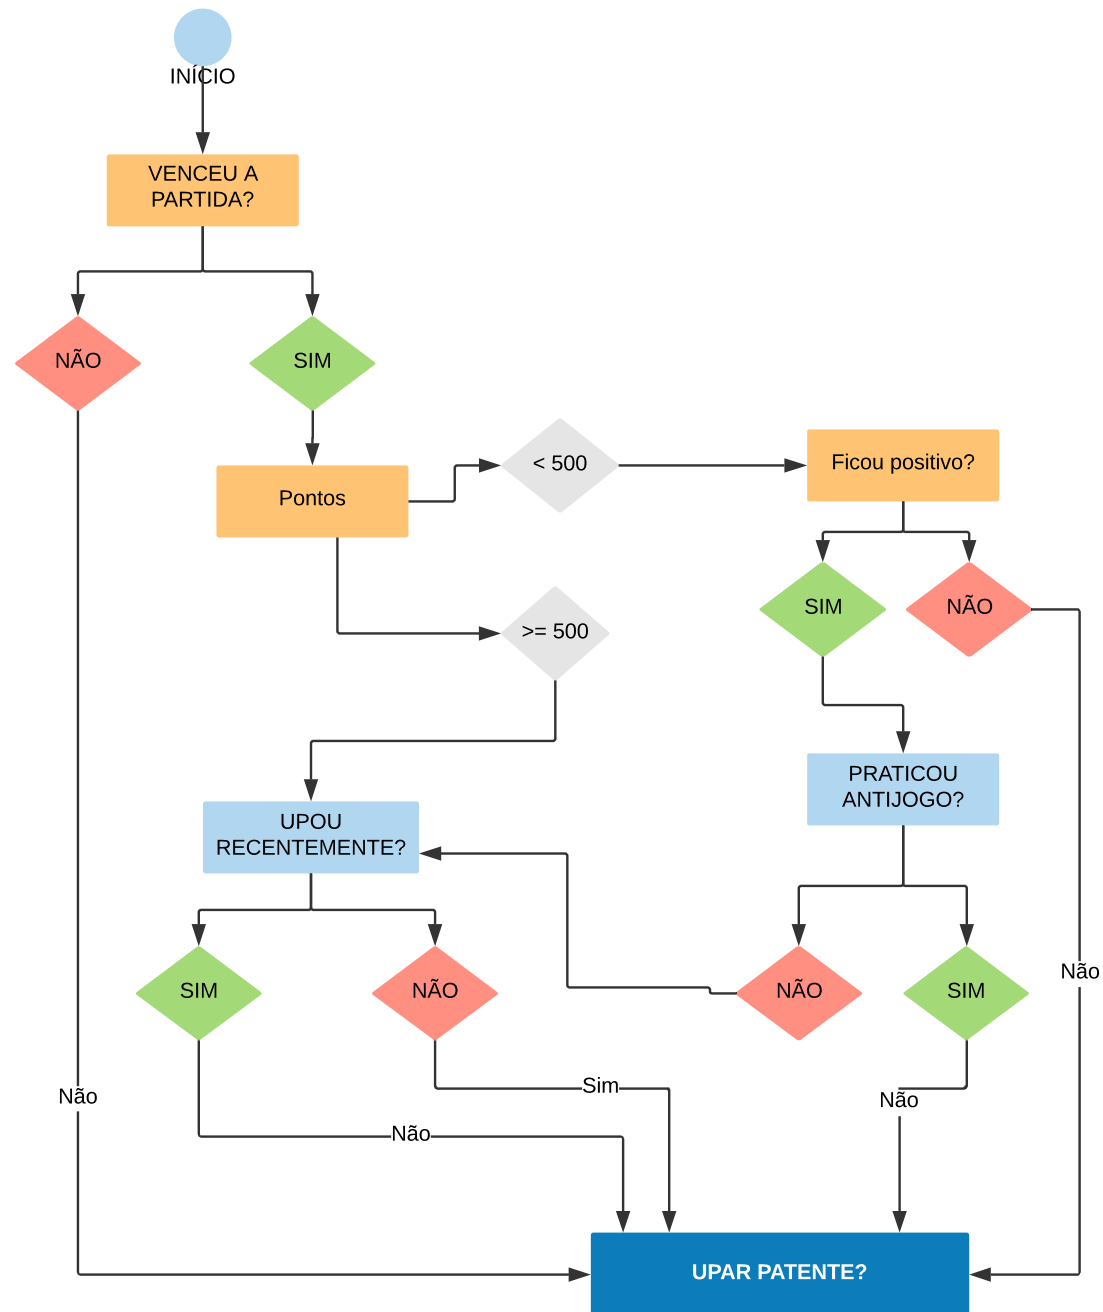 INÍCIO
VENCEU A
PARTIDA?
NÃO
SIM
Pontos
< 500
Ficou positivo?
>= 500
SIM
NÃO
PRATICOU
ANTIJOGO?
UPOU
RECENTEMENTE?
SIM
NÃO
NÃO
SIM
Não
Não
Sim
Não
Não
UPAR PATENTE?